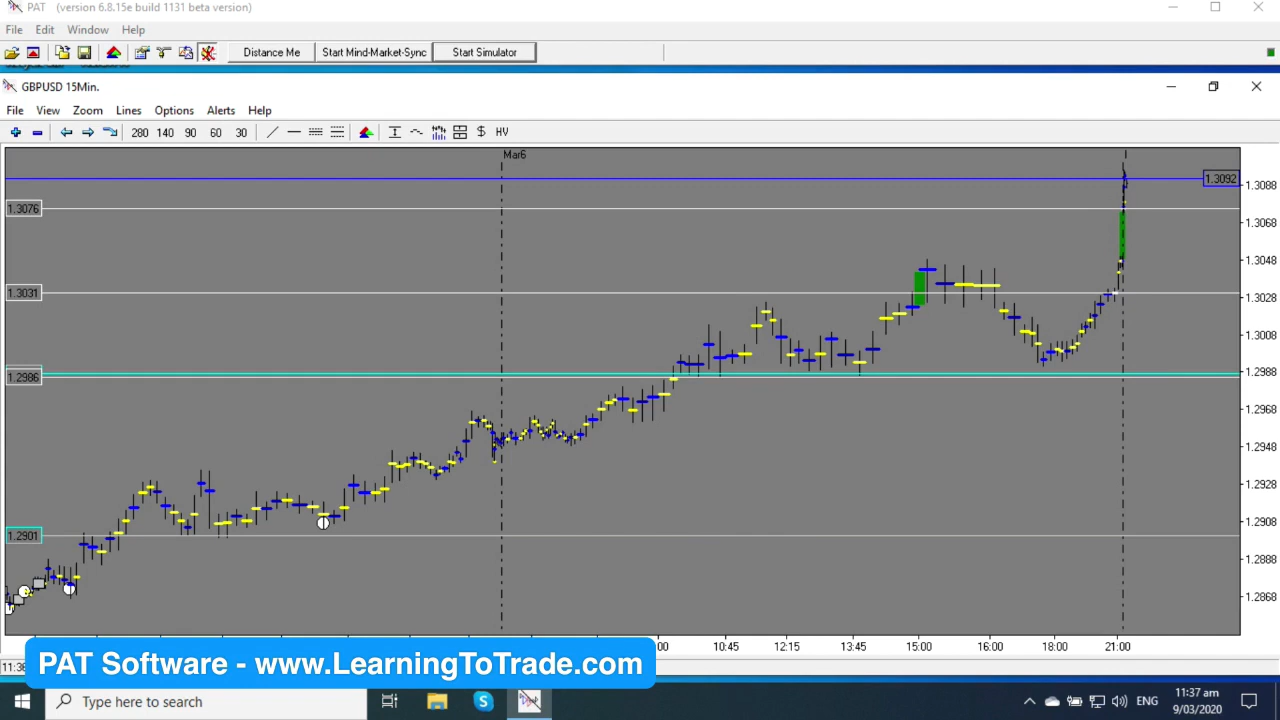 PAT (version 6.8.15e build 1131 beta version)
File Edit Window Help
Distance Me Start Mind-Market-Sync Start Simulator
GBPUSD 15Min.
File View Zoom Lines Options Alerts Help
280 140 90 60 30 $ HV
Mar6
1.3092
1.3088
1.3076
1.3068
1.3048
1.3031
1.3028
1.3008
1.2988
1.2986
1.2968
1.2948
1.2928
1.2908
1.2901
1.2888
1.2868
10:45 12:15 13:45 15:00 16:00 18:00 21:00
PAT Software - www.LearningToTrade.com
Type here to search
ENG
11:37 am
9/03/2020